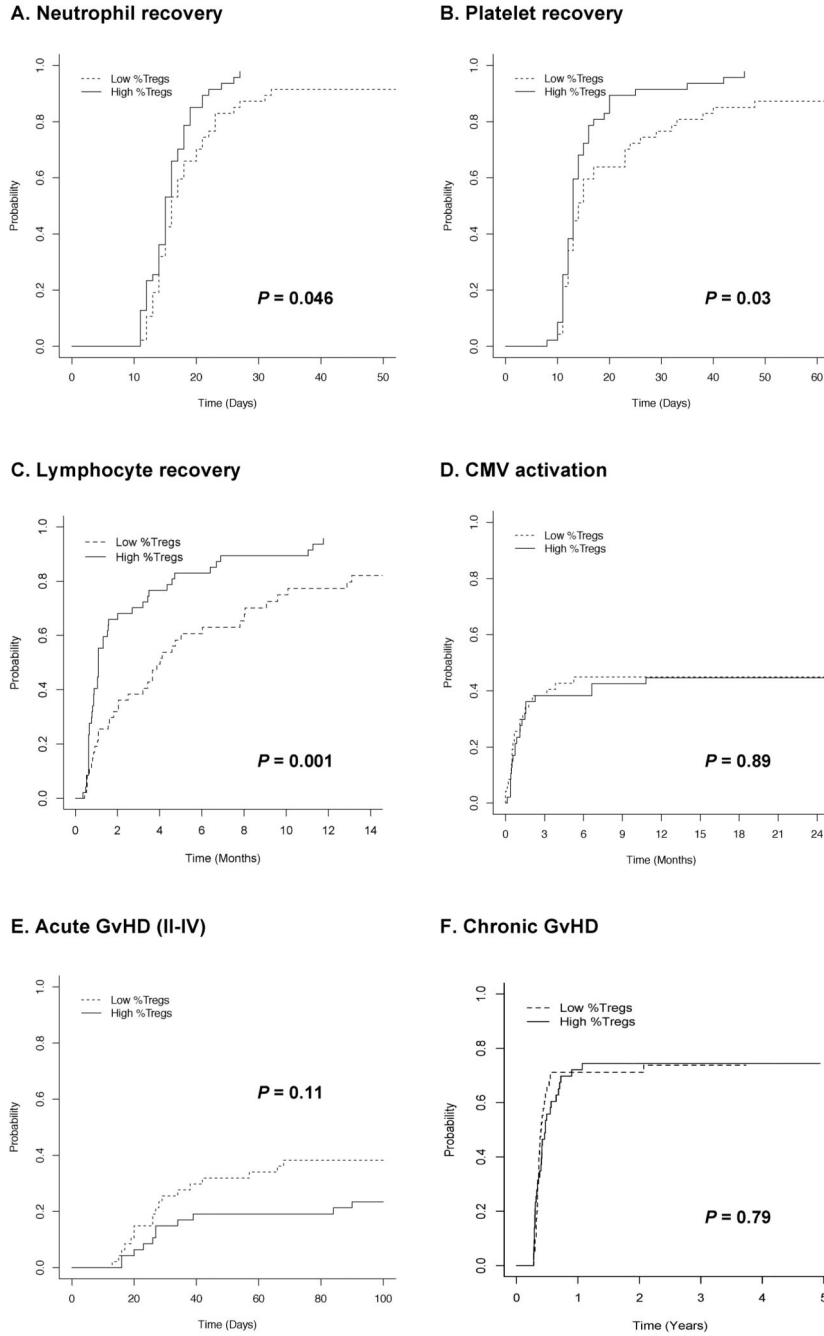 A. Neutrophil recovery
1.0
0.8
0.6
0.4
0.2
0.0
Probability
Low %Tregs
High %Tregs
P = 0.046
0 10 20 30 40 50
Time (Days)
B. Platelet recovery
1.0
0.8
0.6
0.4
0.2
0.0
Probability
Low %Tregs
High %Tregs
P = 0.03
0 10 20 30 40 50 60
Time (Days)
C. Lymphocyte recovery
1.0
0.8
0.6
0.4
0.2
0.0
Probability
Low %Tregs
High %Tregs
P = 0.001
0 2 4 6 8 10 12 14
Time (Months)
D. CMV activation
1.0
0.8
0.6
0.4
0.2
0.0
Probability
Low %Tregs
High %Tregs
P = 0.89
0 3 6 9 12 15 18 21 24
Time (Months)
E. Acute GvHD (II-IV)
1.0
0.8
0.6
0.4
0.2
0.0
Probability
Low %Tregs
High %Tregs
P = 0.11
0 20 40 60 80 100
Time (Days)
F. Chronic GvHD
1.0
0.8
0.6
0.4
0.2
0.0
Probability
Low %Tregs
High %Tregs
P = 0.79
0 1 2 3 4 5
Time (Years)